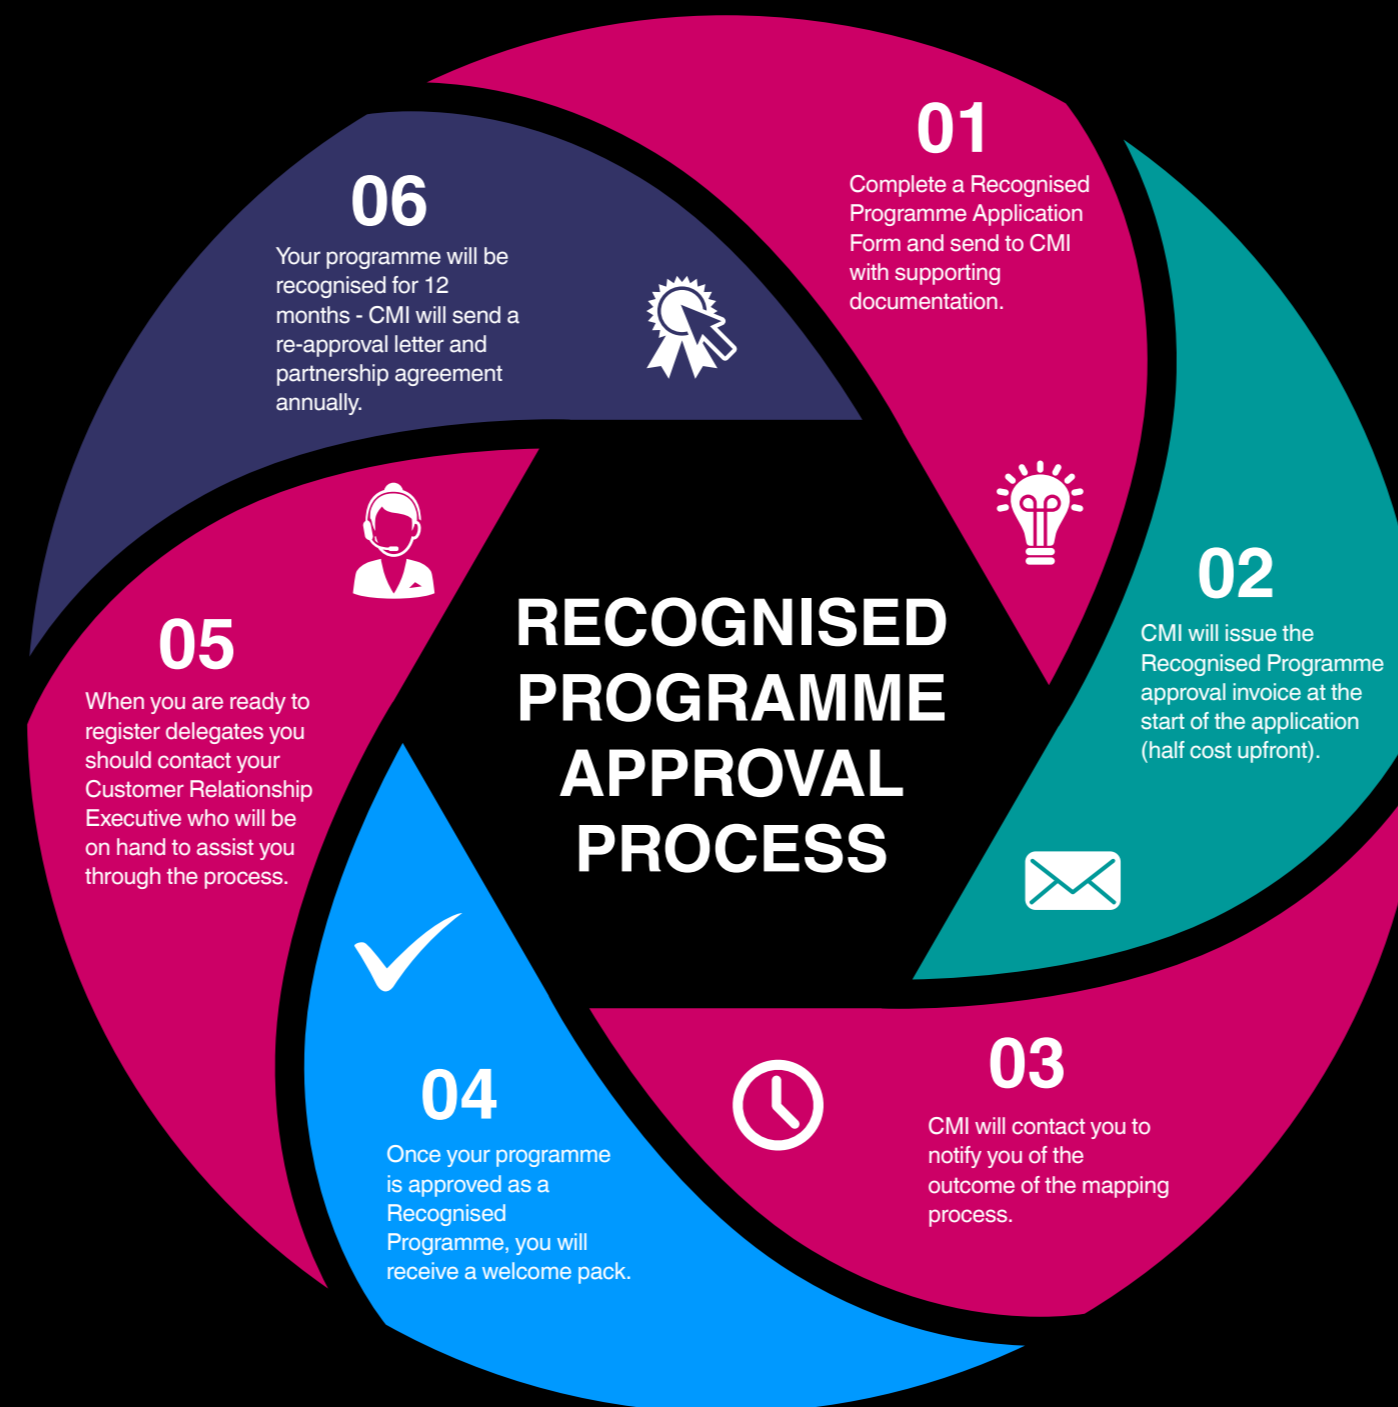 RECOGNISED
PROGRAMME
APPROVAL
PROCESS
01
Complete a Recognised
Programme Application
Form and send to CMI
with supporting
documentation.
02
CMI will issue the
Recognised Programme
approval invoice at the
start of the application
(half cost upfront).
03
CMI will contact you to
notify you of the
outcome of the mapping
process.
04
Once your programme
is approved as a
Recognised
Programme, you will
receive a welcome pack.
05
When you are ready to
register delegates you
should contact your
Customer Relationship
Executive who will be
on hand to assist you
through the process.
06
Your programme will be
recognised for 12
months - CMI will send a
re-approval letter and
partnership agreement
annually.